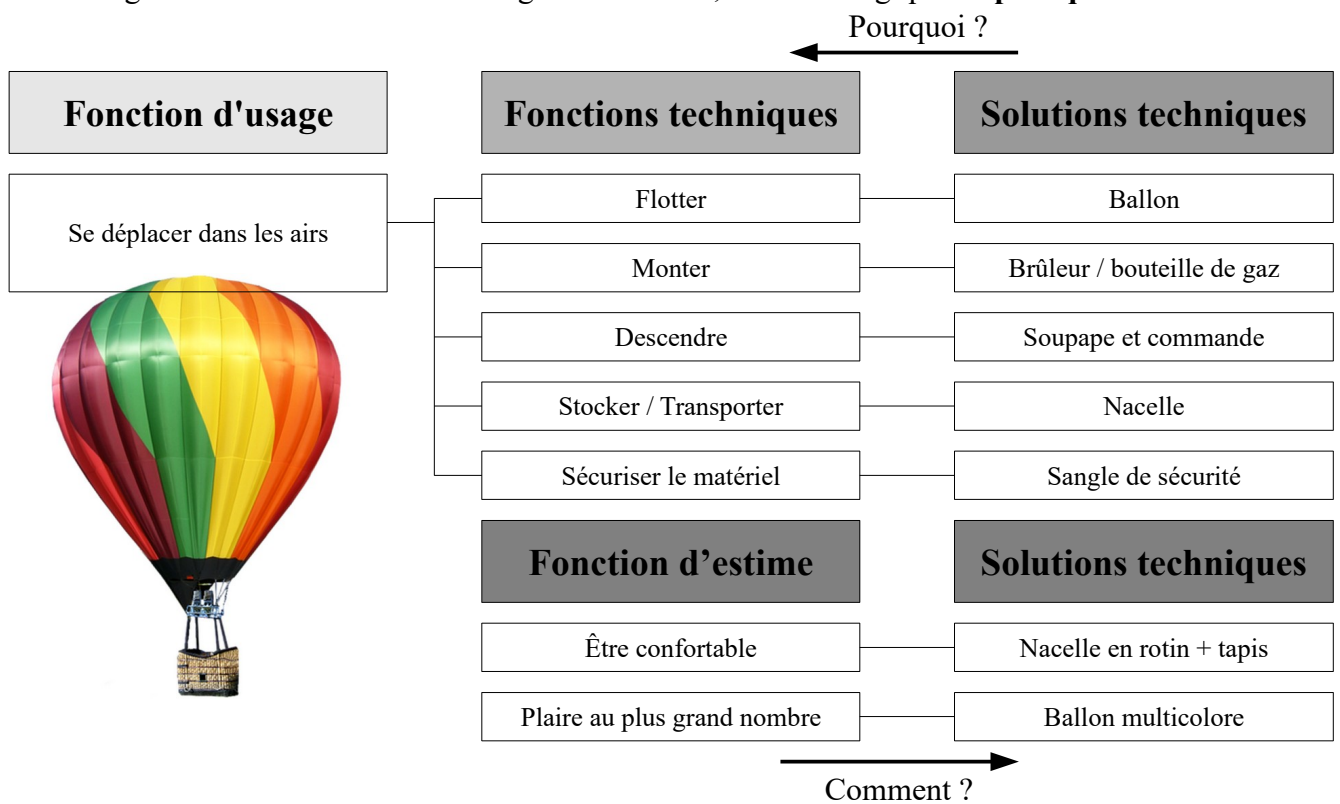 Pourquoi ?
Fonction d'usage
Fonctions techniques
Solutions techniques
Se déplacer dans les airs
Flotter
Ballon
Monter
Brûleur / bouteille de gaz
Descendre
Soupape et commande
Stocker / Transporter
Nacelle
Sécuriser le matériel
Sangle de sécurité
Fonction d’estime
Solutions techniques
Être confortable
Nacelle en rotin + tapis
Plaire au plus grand nombre
Ballon multicolore
Comment ?